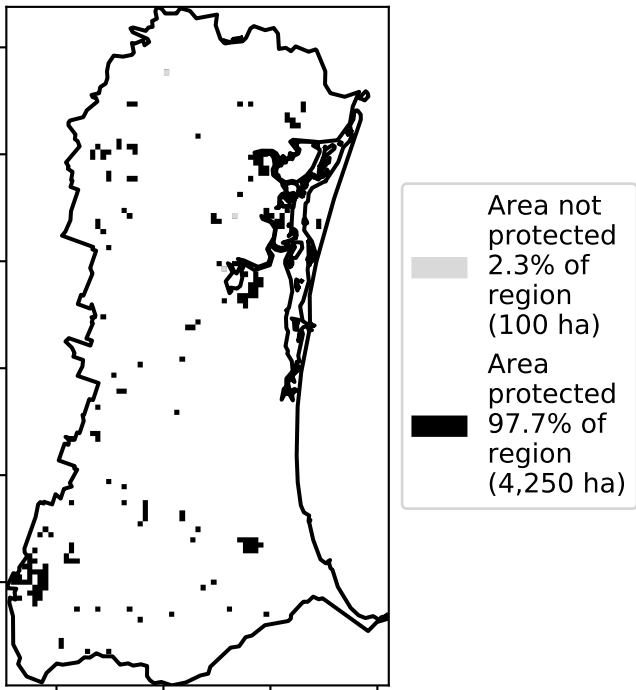 Area not
protected
2.3% of
region
(100 ha)
Area
protected
97.7% of
region
(4,250 ha)